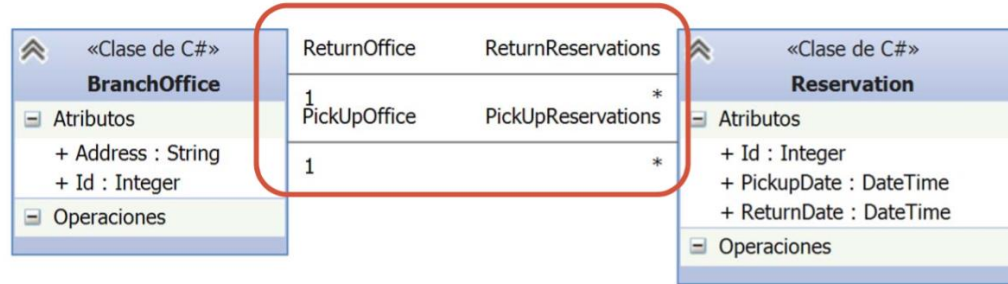 «Clase de C#»
BranchOffice
Atributos
+ Address : String
+ Id : Integer
Operaciones
ReturnOffice ReturnReservations
1 *
PickUpOffice PickUpReservations
1 *
«Clase de C#»
Reservation
Atributos
+ Id : Integer
+ PickupDate : DateTime
+ ReturnDate : DateTime
Operaciones